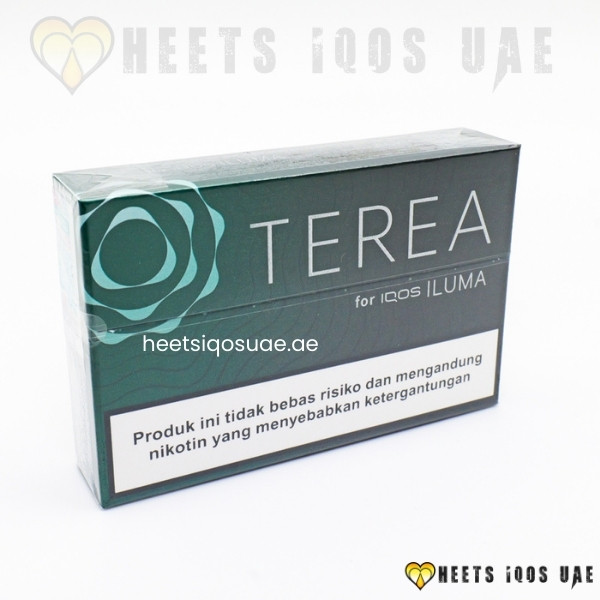 HEETS iQOS UAE
TEREA
for IQOS ILUMA
heetsiqosuae.ae
Produk ini tidak bebas risiko dan mengandung
nikotin yang menyebabkan ketergantungan
HEETS iQOS UAE